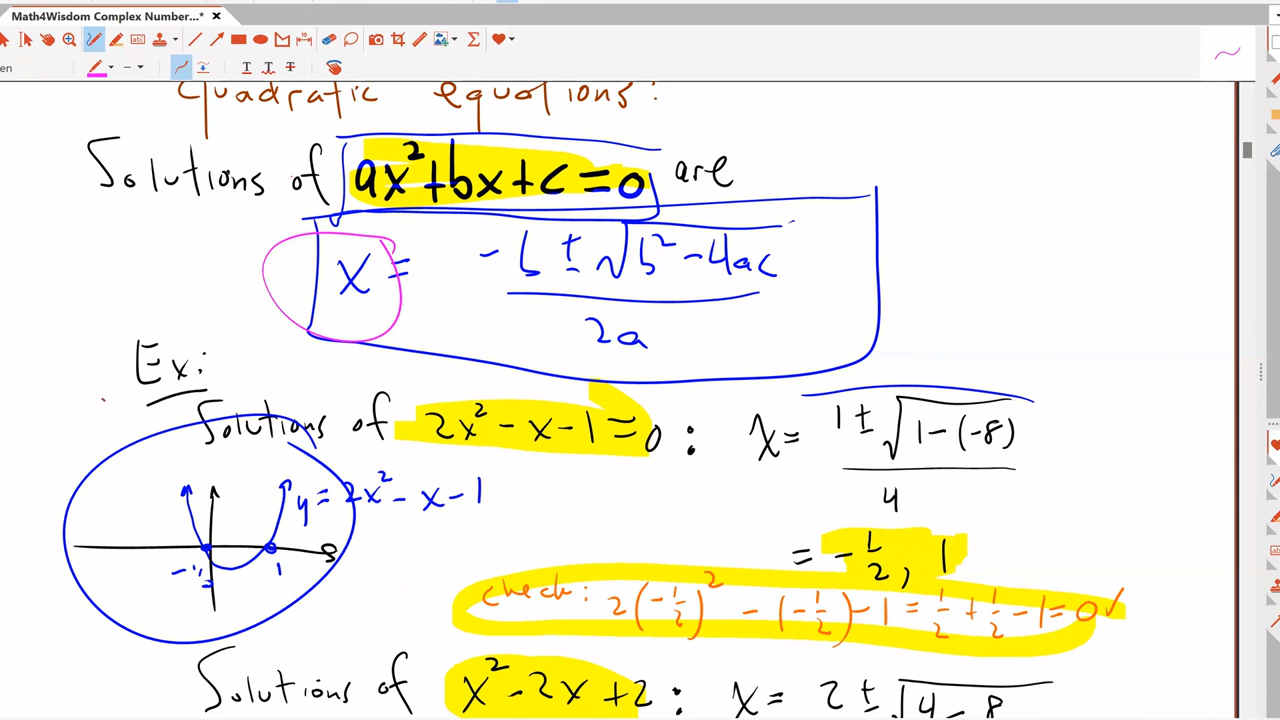 Math4Wisdom Complex Number...* ×
en
T T T
Quadratic equations:
Solutions of ax²+bx+c=0 are
x = (-b ± √(b²-4ac))/(2a)
Ex:
Solutions of 2x²-x-1=0: x = (1 ± √(1-(-8)))/4
y = 2x²-x-1
= -1/2, 1
-1/2 1
check: 2(-1/2)² - (-1/2) - 1 = 1/2 + 1/2 - 1 = 0 ✓
Solutions of x²-2x+2: x = 2 ± √(4-8)